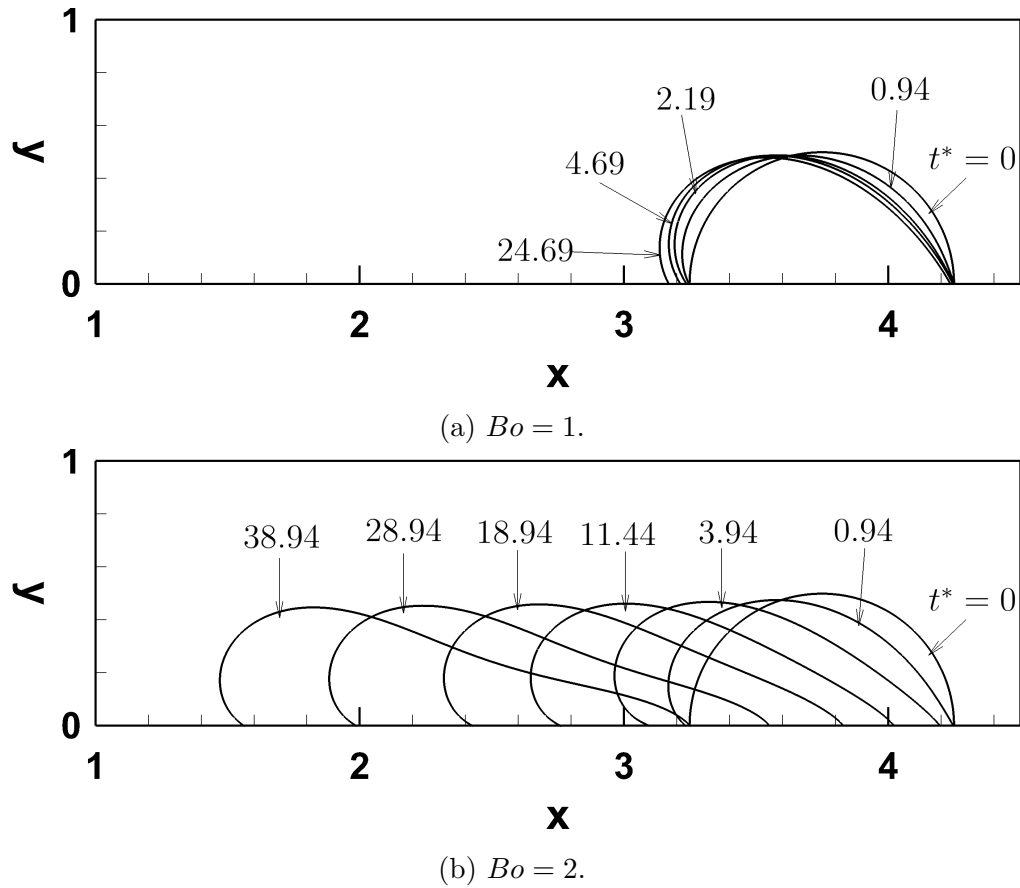 1
2.19
0.94
4.69
t* = 0
y
24.69
0
1
2
3
4
x
(a) Bo = 1.
1
38.94
28.94
18.94
11.44
3.94
0.94
t* = 0
y
0
1
2
3
4
x
(b) Bo = 2.